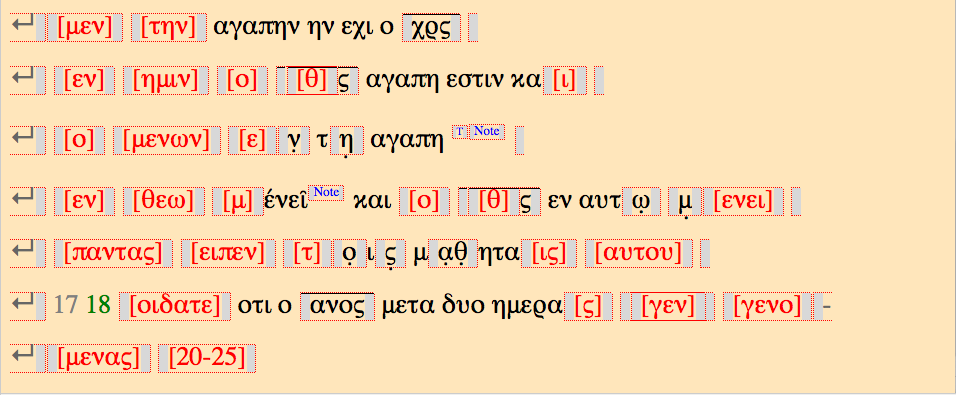 ↵ [μεν] [την] αγαπην ην εχι ο χρ̣ς
↵ [εν] [ημιν] [ο] [θ]ς αγαπη εστιν κα[ι]
↵ [ο] [μενων] [ε]ν̣ τη̣ αγαπη T Note
↵ [εν] [θεω] [μ]ένεῖ Note και [ο] [θ]ς εν αυτω̣ μ̣[ενει]
↵ [παντας] [ειπεν] [τ]ο̣ις̣ μα̣θ̣ητα[ις] [αυτου]
↵ 17 18 [οιδατε] οτι ο ανος μετα δυο ημερα[ς] [γεν] [γενο] -
↵ [μενας] [20-25]